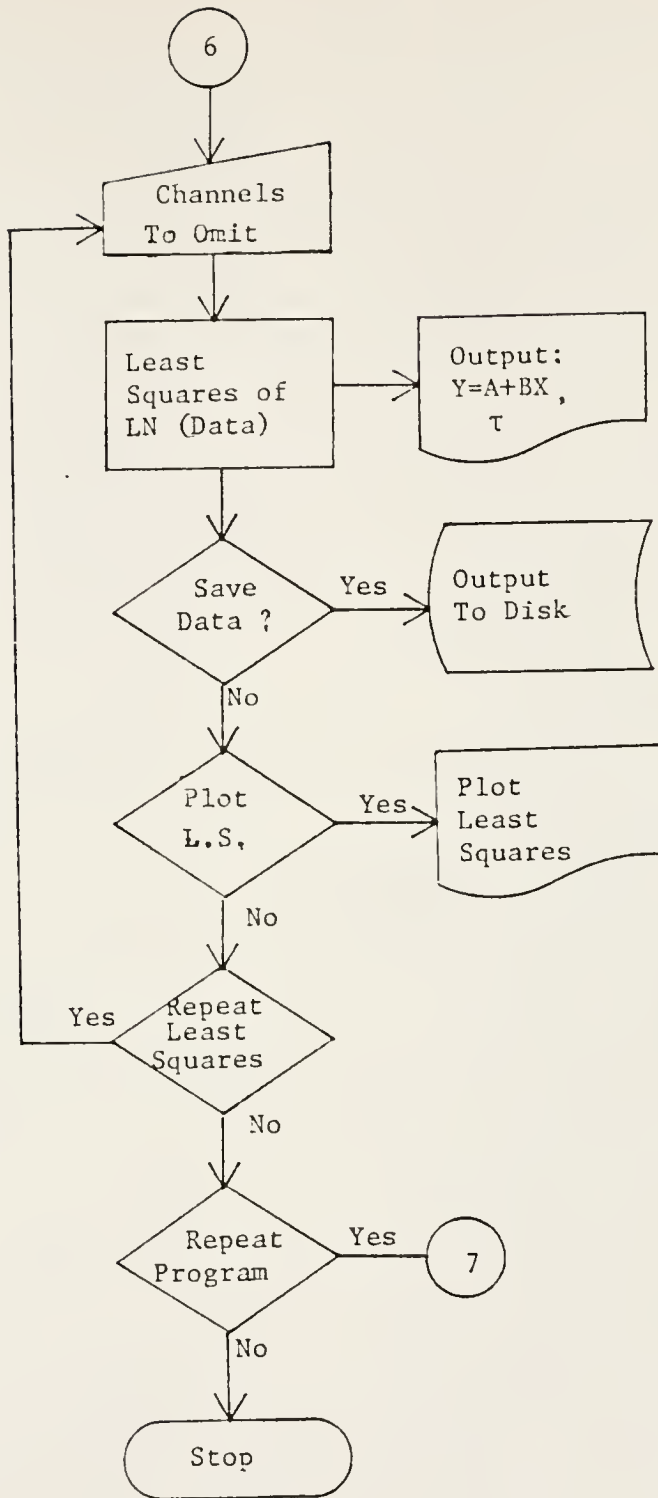 6
Channels
To Omit
Least
Squares of
LN (Data)
Output:
Y=A+BX,
τ
Save
Data ?
Yes
Output
To Disk
No
Plot
L.S.
Yes
Plot
Least
Squares
No
Yes
Repeat
Least
Squares
No
Repeat
Program
Yes
7
No
Stop